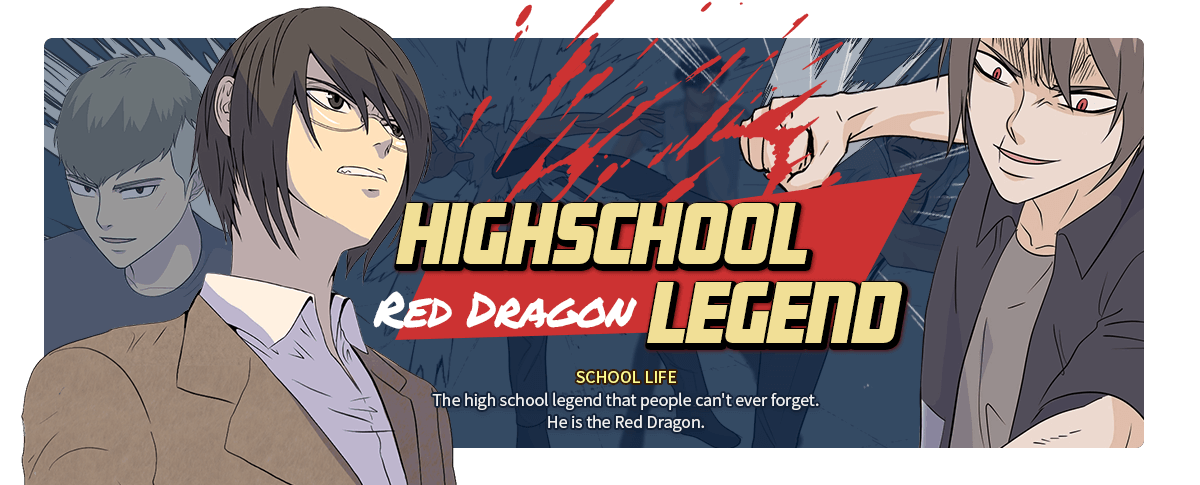 HIGHSCHOOL
RED DRAGON LEGEND
SCHOOL LIFE
The high school legend that people can't ever forget.
He is the Red Dragon.